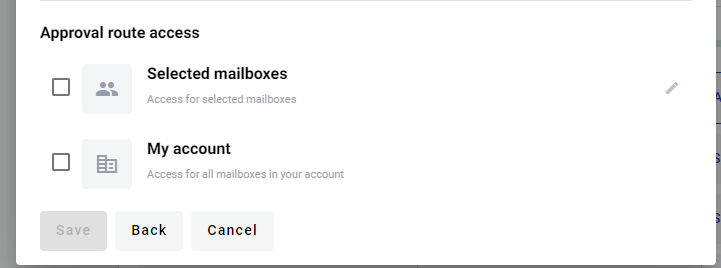 Approval route access
Selected mailboxes
Access for selected mailboxes
My account
Access for all mailboxes in your account
Save Back Cancel